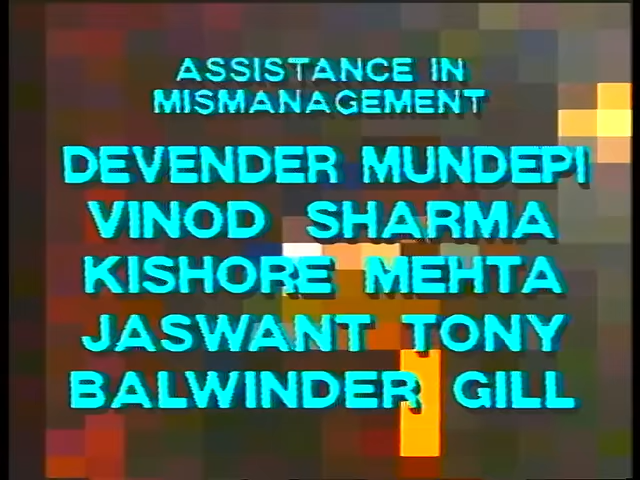 ASSISTANCE IN
MISMANAGEMENT
DEVENDER MUNDEPI
VINOD SHARMA
KISHORE MEHTA
JASWANT TONY
BALWINDER GILL